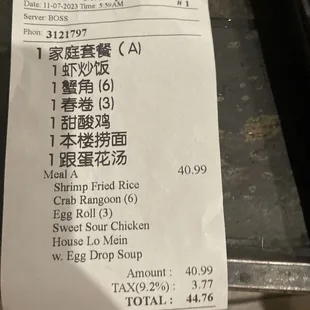 Date: 11-07-2023 Time: 5:59AM
# 1
Server: BOSS
Phon: 3121797
1 家庭套餐（A）
1 虾炒饭
1 蟹角 (6)
1 春卷 (3)
1 甜酸鸡
1 本楼捞面
1 跟蛋花汤
Meal A 40.99
Shrimp Fried Rice
Crab Rangoon (6)
Egg Roll (3)
Sweet Sour Chicken
House Lo Mein
w. Egg Drop Soup
Amount : 40.99
TAX(9.2%) : 3.77
TOTAL : 44.76